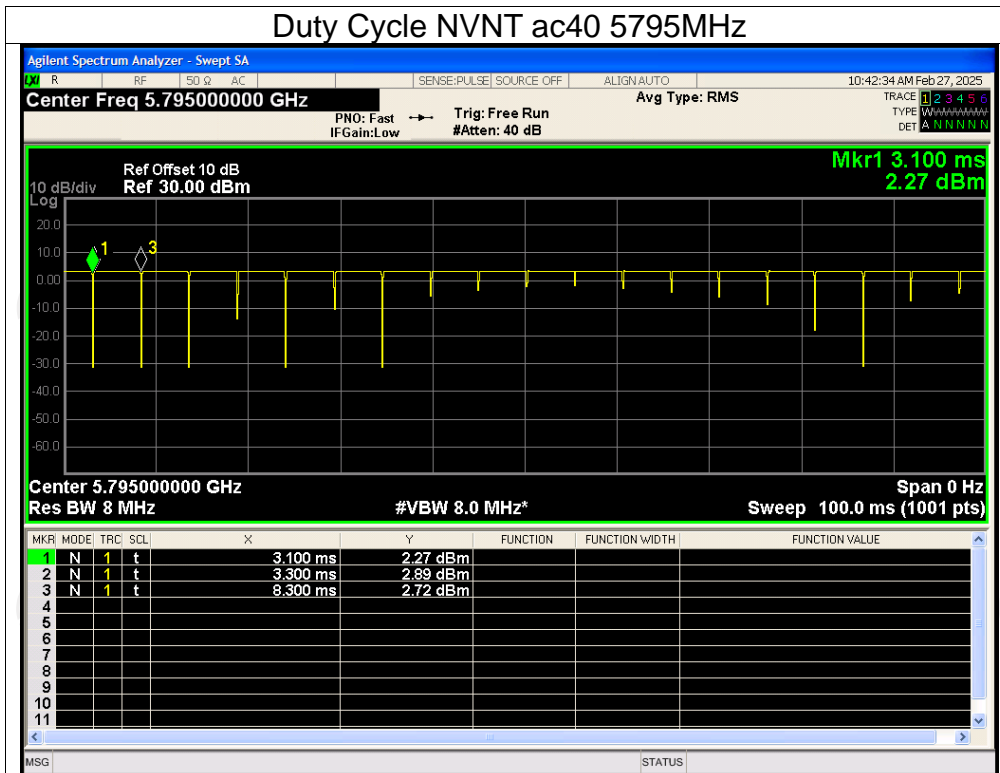 Duty Cycle NVNT ac40 5795MHz
Agilent Spectrum Analyzer - Swept SA
LXI R RF 50 Ω AC SENSE:PULSE SOURCE OFF ALIGN AUTO 10:42:34 AM Feb 27, 2025
Center Freq 5.795000000 GHz Avg Type: RMS TRACE 1 2 3 4 5 6
PNO: Fast Trig: Free Run TYPE WWWWWW
IFGain:Low #Atten: 40 dB DET A N N N N N
Mkr1 3.100 ms
2.27 dBm
Ref Offset 10 dB
10 dB/div Ref 30.00 dBm
Log
20.0
1 3
10.0
0.00
-10.0
-20.0
-30.0
-40.0
-50.0
-60.0
Center 5.795000000 GHz Span 0 Hz
Res BW 8 MHz #VBW 8.0 MHz* Sweep 100.0 ms (1001 pts)
MKR MODE TRC SCL X Y FUNCTION FUNCTION WIDTH FUNCTION VALUE
1 N 1 t 3.100 ms 2.27 dBm
2 N 1 t 3.300 ms 2.89 dBm
3 N 1 t 8.300 ms 2.72 dBm
4
5
6
7
8
9
10
11
MSG STATUS